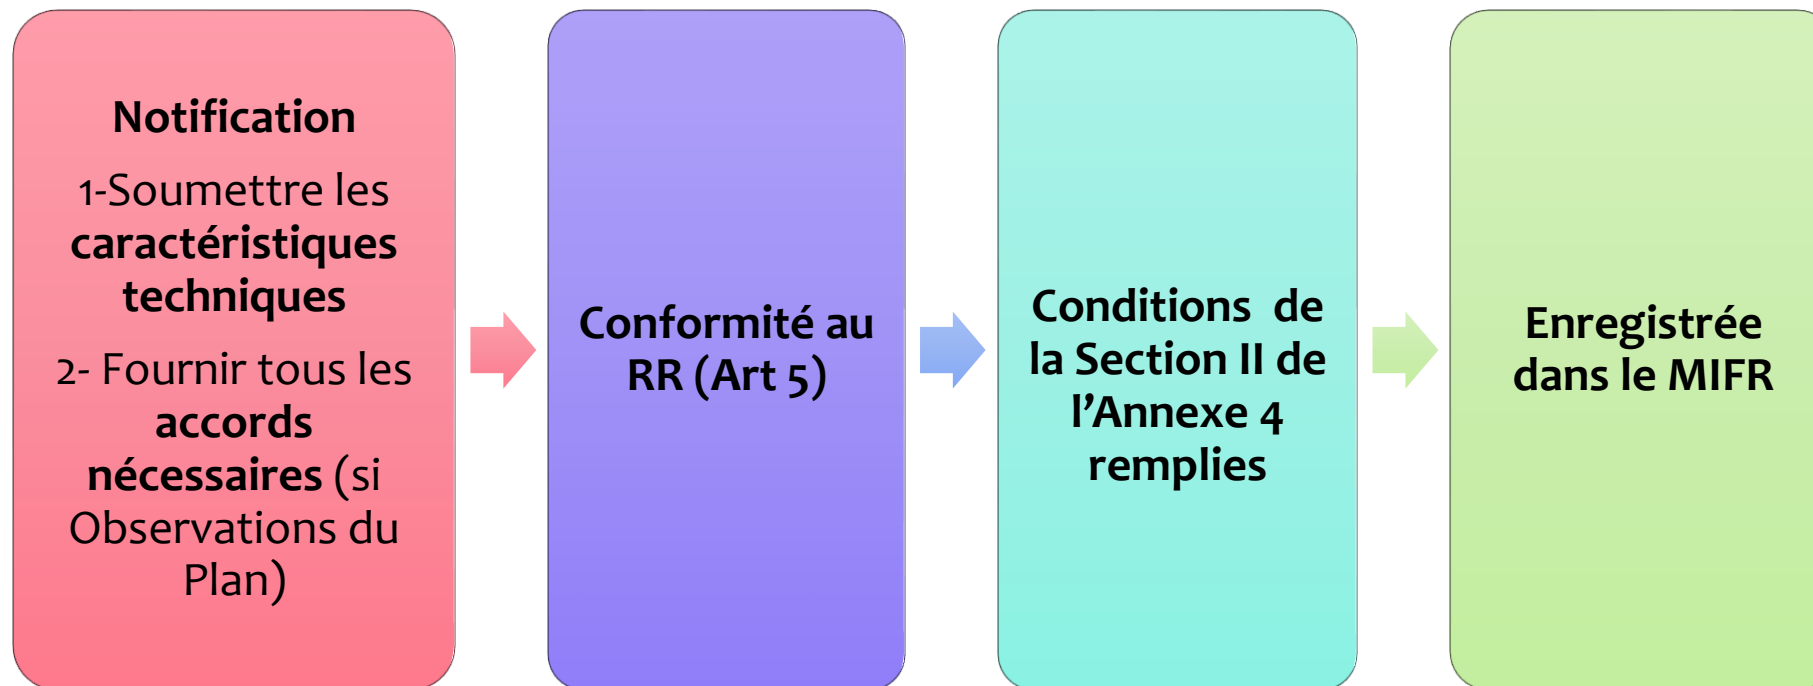 Notification
1-Soumettre les
caractéristiques
techniques
2- Fournir tous les
accords
nécessaires (si
Observations du
Plan)
Conformité au
RR (Art 5)
Conditions  de
la Section II de
l’Annexe 4
remplies
Enregistrée
dans le MIFR